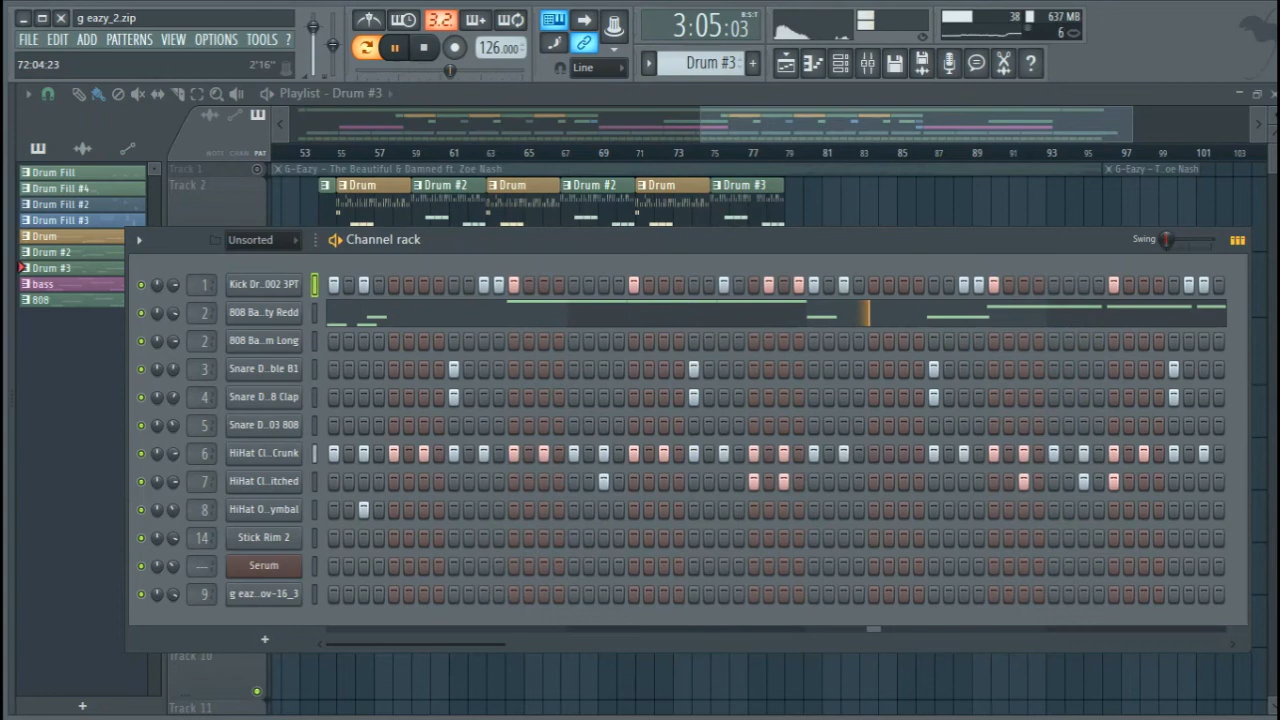 g eazy_2.zip
FILE EDIT ADD PATTERNS VIEW OPTIONS TOOLS ?
72:04:23 2'16"
3.2.
126.000
3:05:03 B:S:T
Line
Drum #3 +
38 637 MB
6
Playlist - Drum #3
NOTE CHAN PAT
53 55 57 59 61 63 65 67 69 71 73 75 77 79 81 83 85 87 89 91 93 95 97 99 101 103
Track 1
G-Eazy - The Beautiful & Damned ft. Zoe Nash
G-Eazy - T..oe Nash
Track 2
Drum Drum #2 Drum Drum #2 Drum Drum #3
Drum Fill
Drum Fill #4
Drum Fill #2
Drum Fill #3
Drum
Drum #2
Drum #3
bass
808
Unsorted Channel rack Swing
1 Kick Dr..002 3PT
2 808 Ba..ty Redd
2 808 Ba..m Long
3 Snare D..ble B1
4 Snare D..8 Clap
5 Snare D..03 808
6 HiHat Cl..Crunk
7 HiHat Cl..itched
8 HiHat O..ymbal
14 Stick Rim 2
--- Serum
9 g eaz..ov-16_3
+
Track 10
Track 11
+